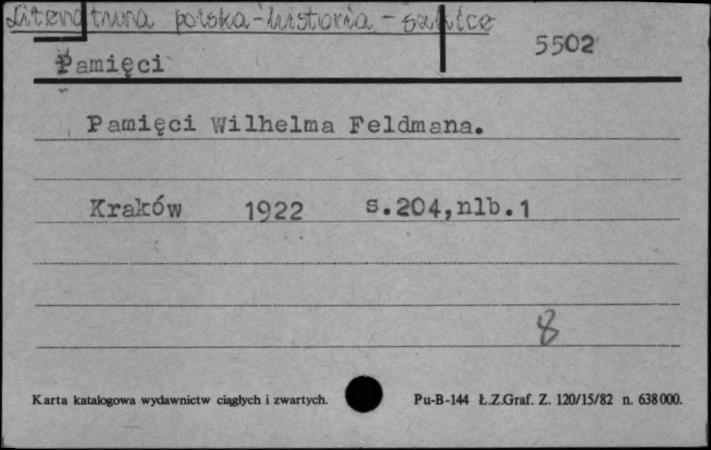 Literatura polska - historia - szkice
5502
Pamięci
Pamięci Wilhelma Feldmana.
Kraków 1922 s.204,nlb.1
8
Karta katalogowa wydawnictw ciągłych i zwartych. Pu-B-144 Ł.Z.Graf. Z. 120/15/82 n. 638000.